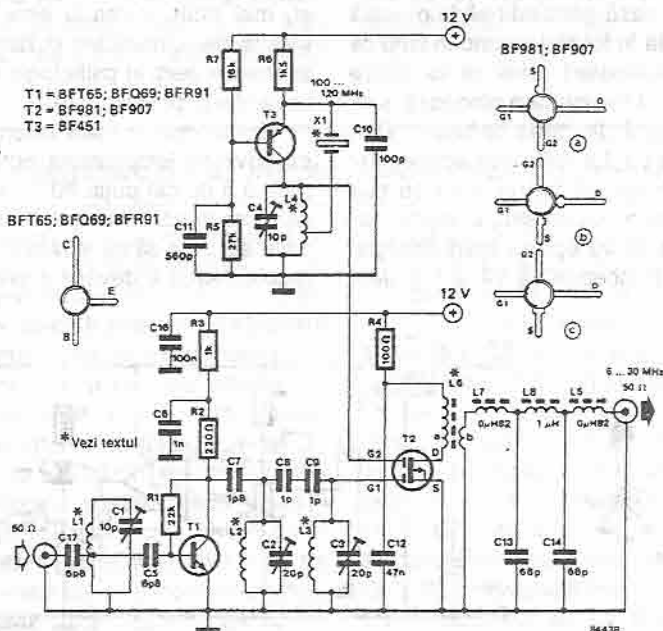 12 V
R7
18k
R6
1k5
100 ...
120 MHz
T1 = BFT65; BFQ69; BFR91
T2 = BF981; BF907
T3 = BF451
T3
X1
*
C10
100p
BFT65; BFQ69; BFR91
C
E
B
C4
10p
L4
*
C11
560p
R5
27k
BF981; BF907
G1
D
S
G2
a
G2
G1
D
S
b
G2
G1
D
S
c
12 V
C16
100n
R3
1k
R4
100Ω
C6
1n
R2
220Ω
* Vezi textul
*
L6
6 ... 30 MHz
50 Ω
L7
0μH82
L8
1μH
L5
0μH82
a
D
b
T2
G2
G1
S
C7
1p8
C8
1p
C9
1p
R1
22k
T1
50 Ω
C17
6p8
*
L1
C1
10p
C5
6p8
*
L2
C2
20p
*
L3
C3
20p
C12
47n
C13
68p
C14
68p